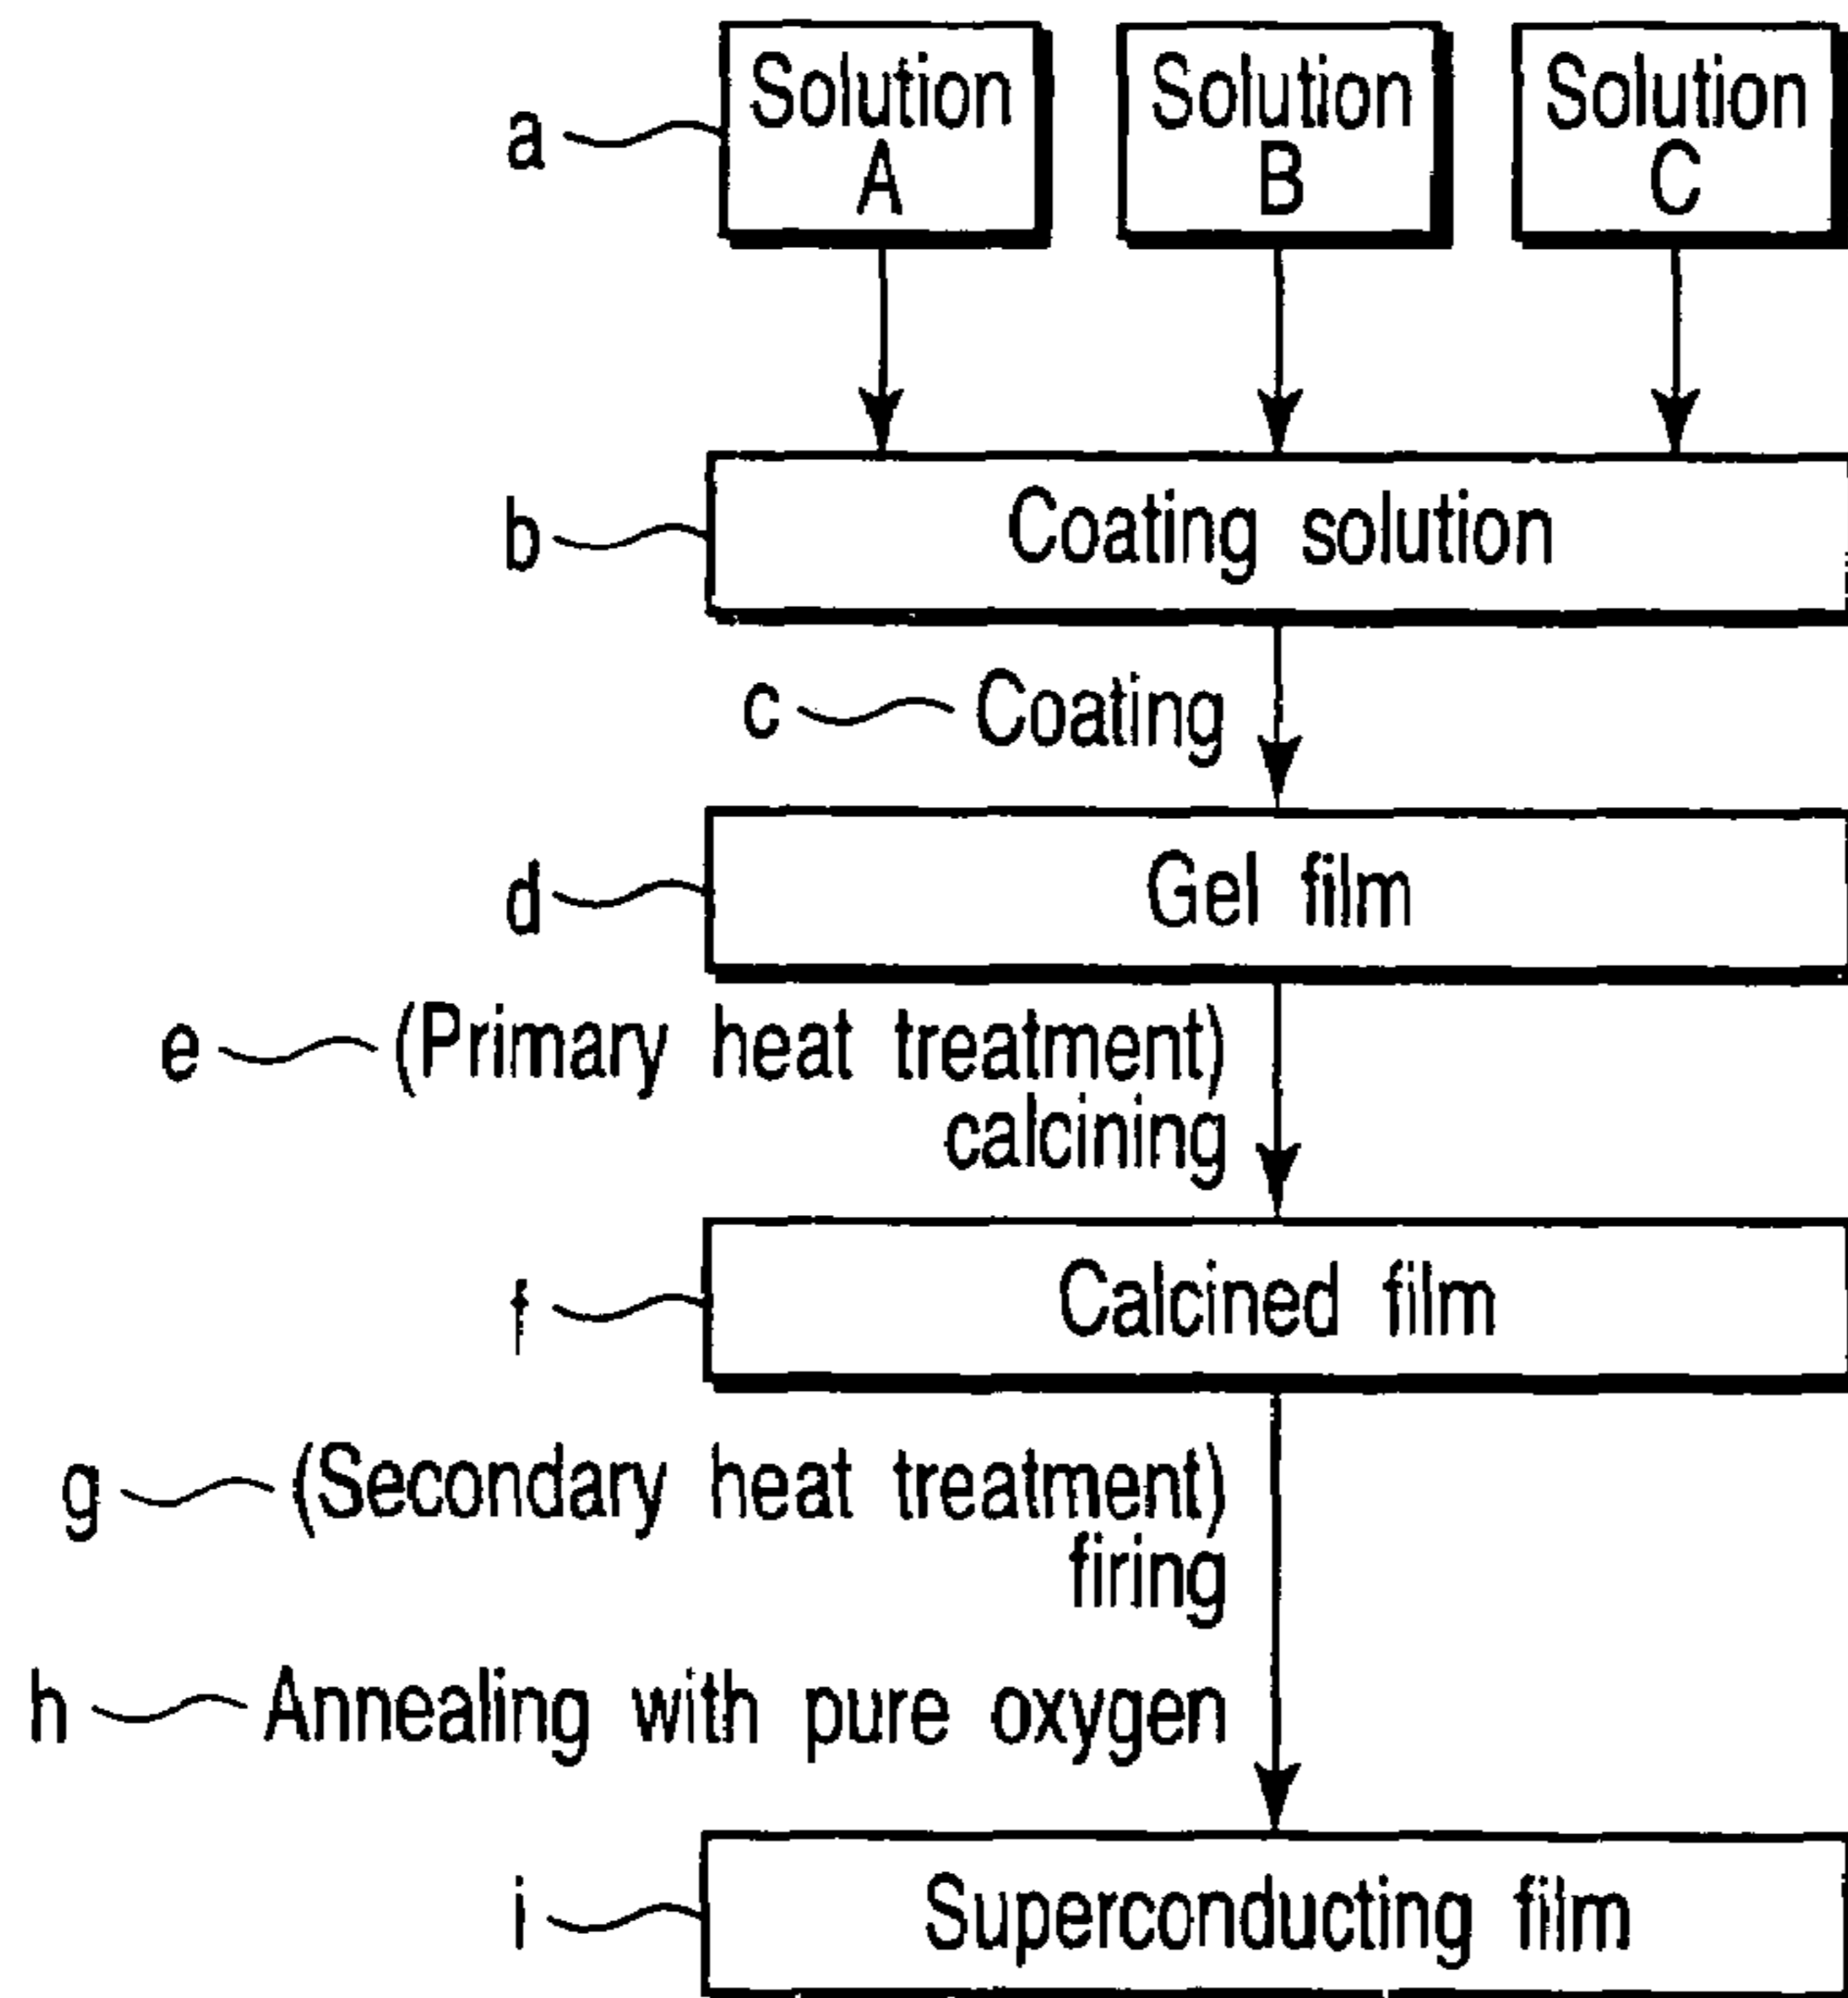 a
Solution
A
Solution
B
Solution
C
b
Coating solution
c
Coating
d
Gel film
e
(Primary heat treatment)
calcining
f
Calcined film
g
(Secondary heat treatment)
firing
h
Annealing with pure oxygen
i
Superconducting film